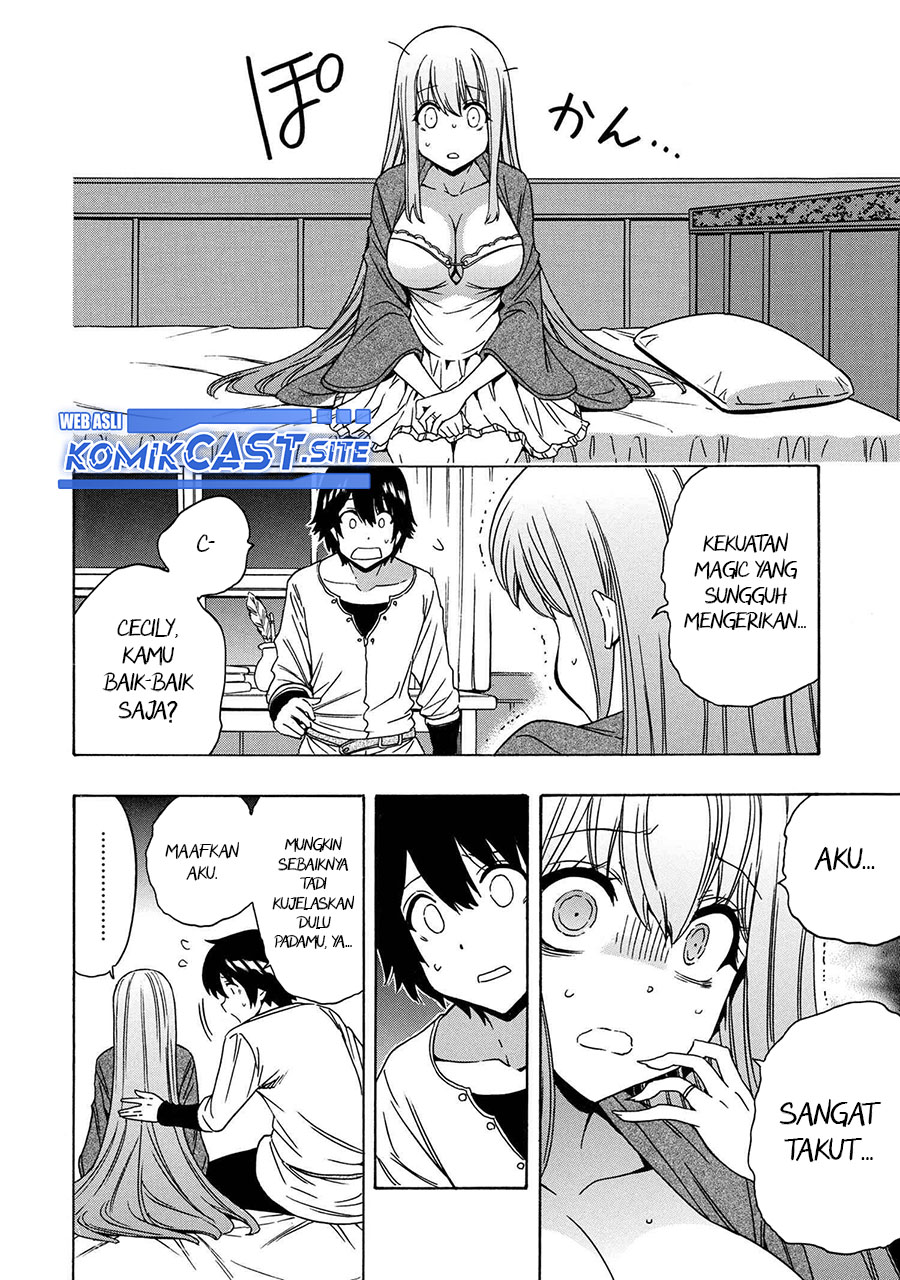 ぽ
かん...
WEB ASLI
KOMIKCAST.SITE
KEKUATAN
MAGIC YANG
SUNGGUH
MENGERIKAN...
C-
CECILY,
KAMU
BAIK-BAIK
SAJA?
AKU...
SANGAT
TAKUT...
MUNGKIN
SEBAIKNYA
TADI
KUJELASKAN
DULU
PADAMU, YA...
MAAFKAN
AKU.
..........